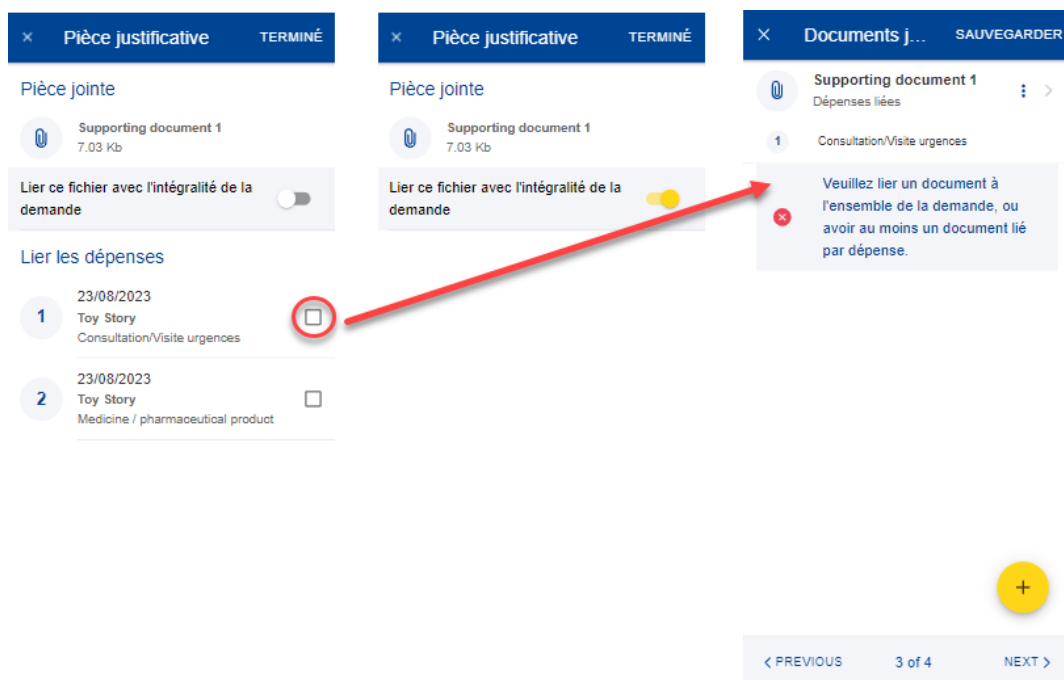 × Pièce justificative TERMINÉ
Pièce jointe
Supporting document 1
7.03 Kb
Lier ce fichier avec l'intégralité de la
demande
Lier les dépenses
23/08/2023
1 Toy Story
Consultation/Visite urgences
23/08/2023
2 Toy Story
Medicine / pharmaceutical product
× Pièce justificative TERMINÉ
Pièce jointe
Supporting document 1
7.03 Kb
Lier ce fichier avec l'intégralité de la
demande
× Documents j... SAUVEGARDER
Supporting document 1
Dépenses liées
1 Consultation/Visite urgences
Veuillez lier un document à
l'ensemble de la demande, ou
avoir au moins un document lié
par dépense.
+
< PREVIOUS 3 of 4 NEXT >